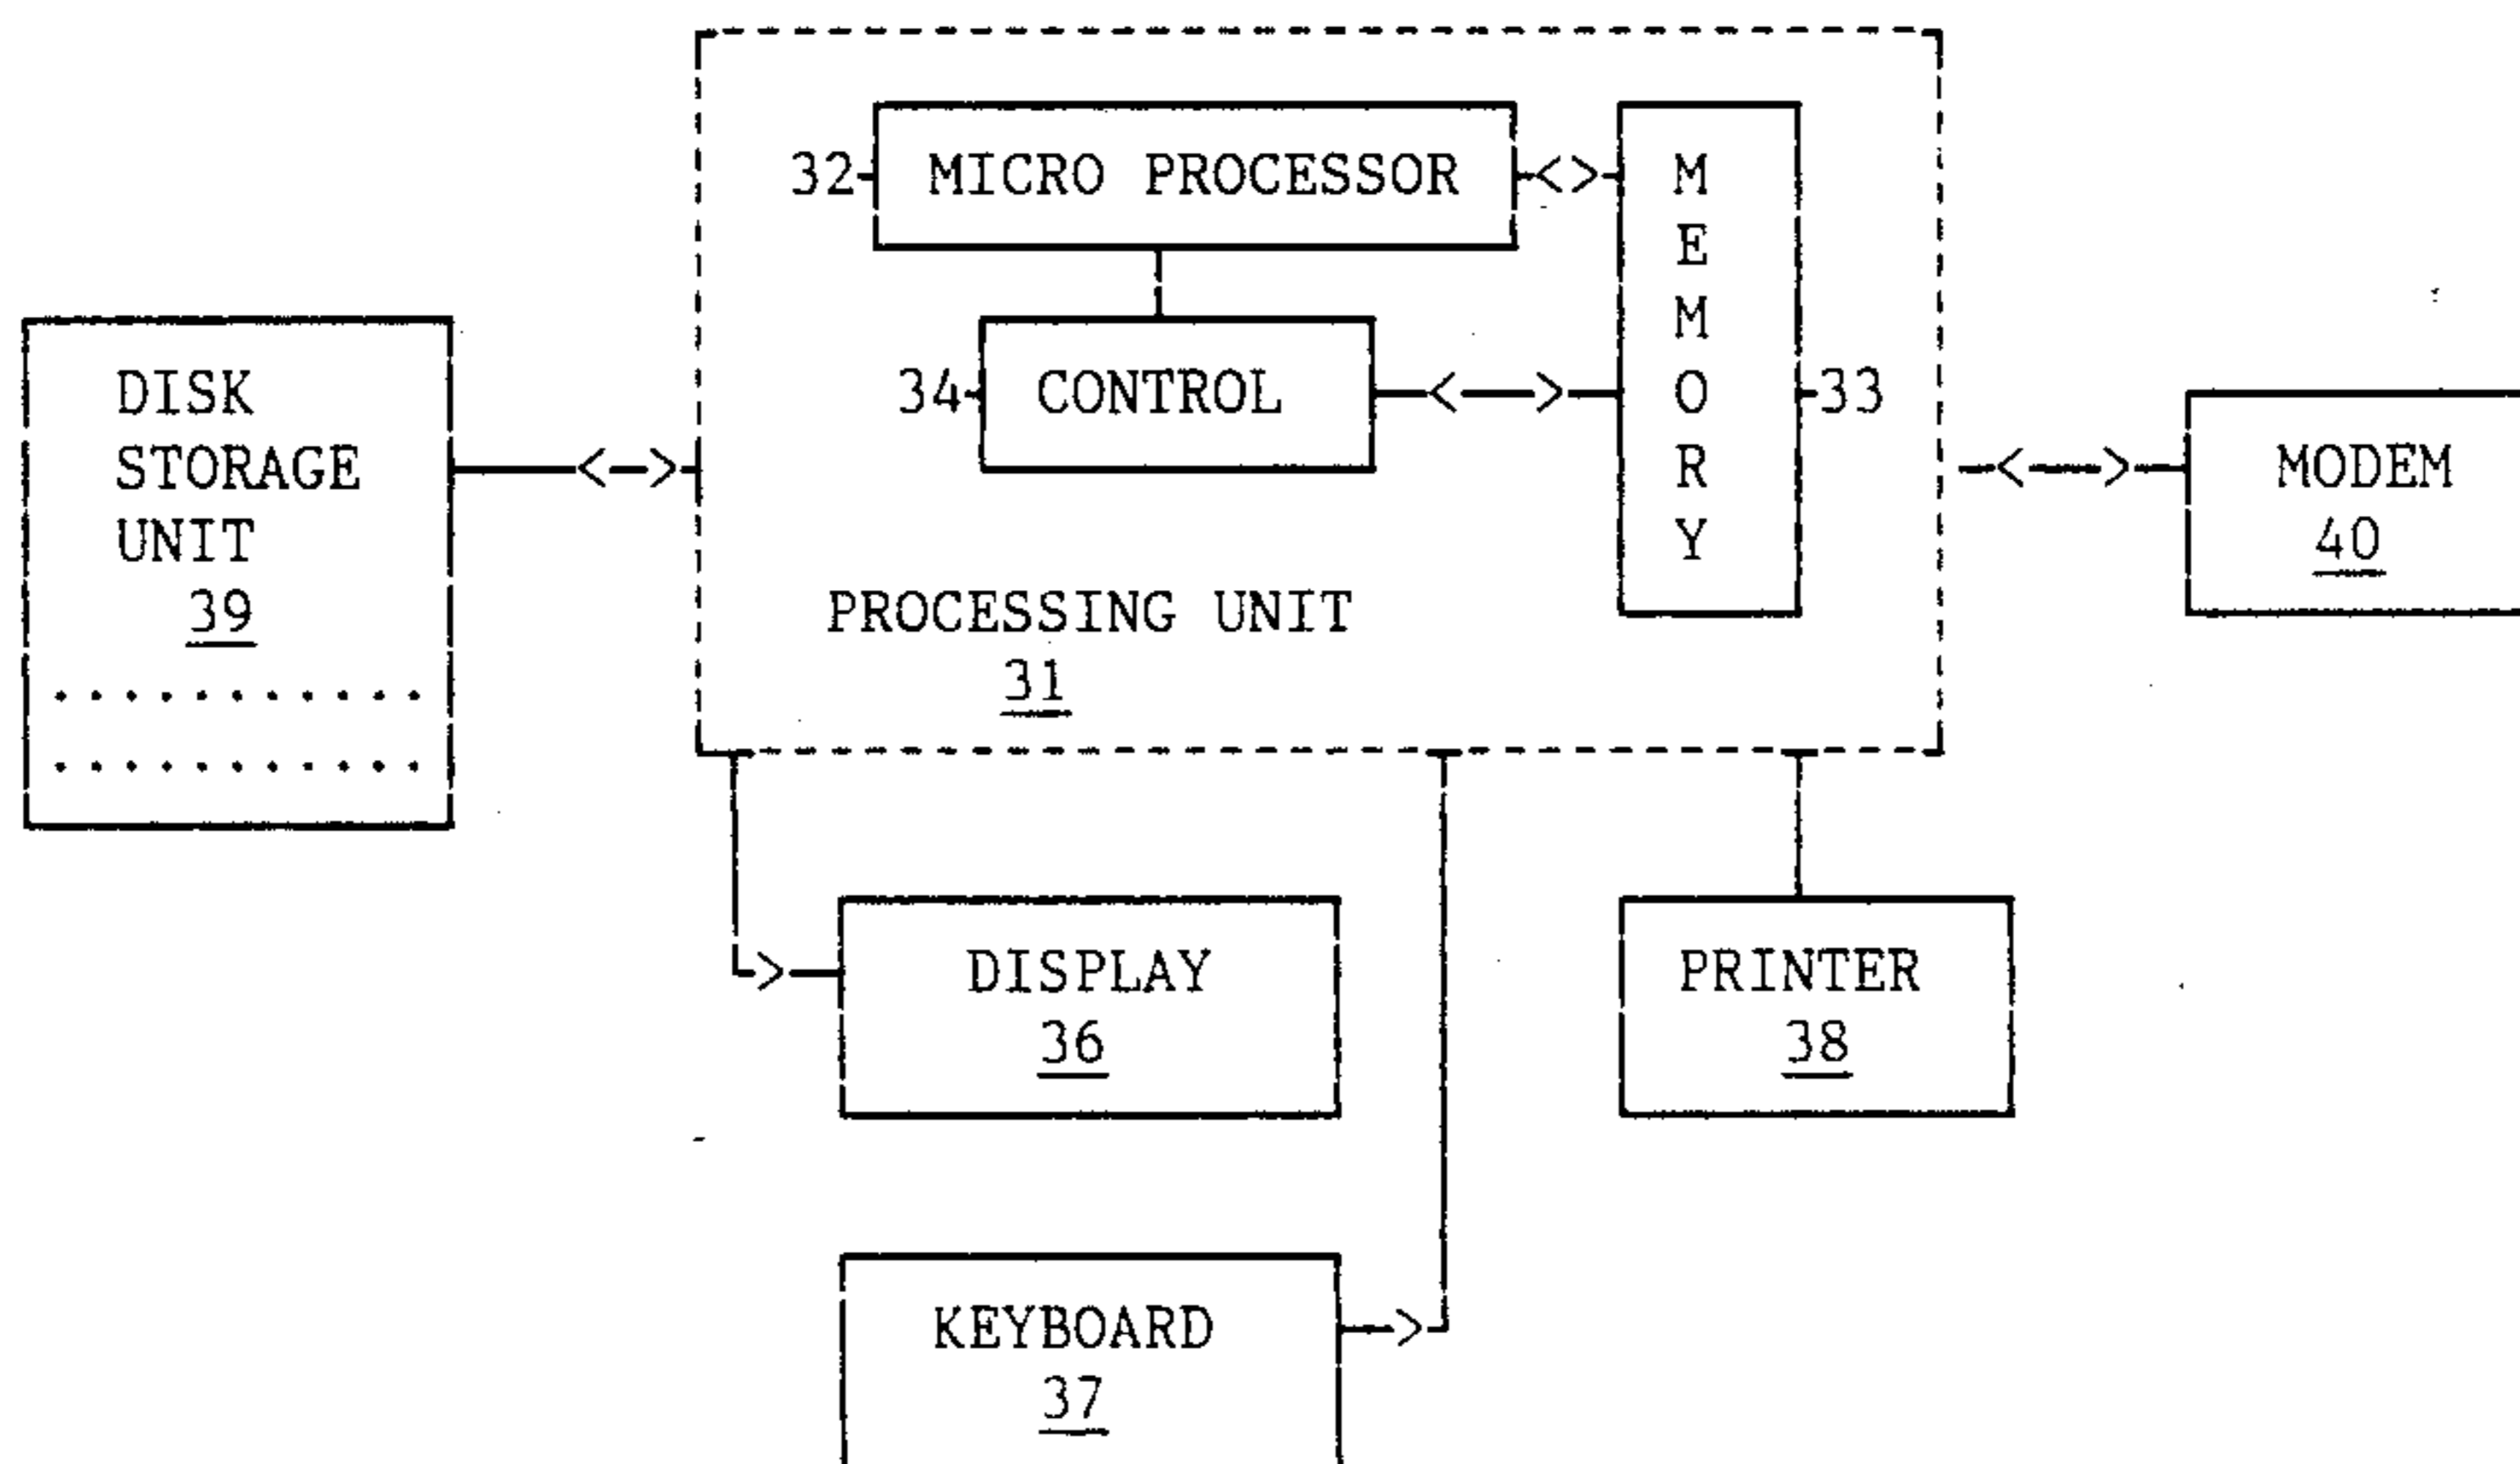 32 MICRO PROCESSOR
MEMORY
33
34 CONTROL
PROCESSING UNIT
31
DISK
STORAGE
UNIT
39
MODEM
40
DISPLAY
36
PRINTER
38
KEYBOARD
37